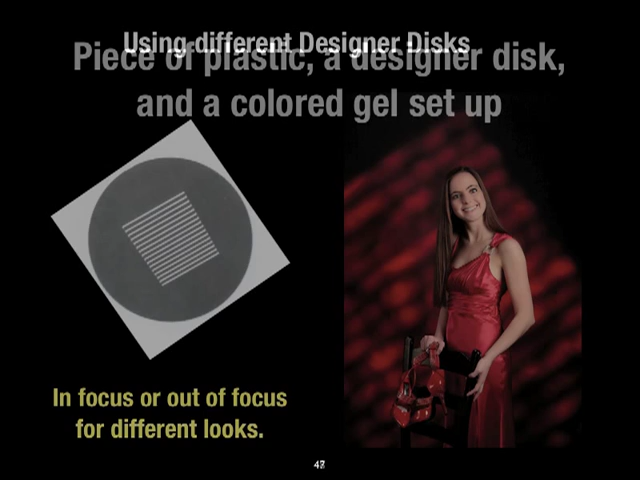 Using different Designer Disks
Piece of plastic, a designer disk,
and a colored gel set up
In focus or out of focus
for different looks.